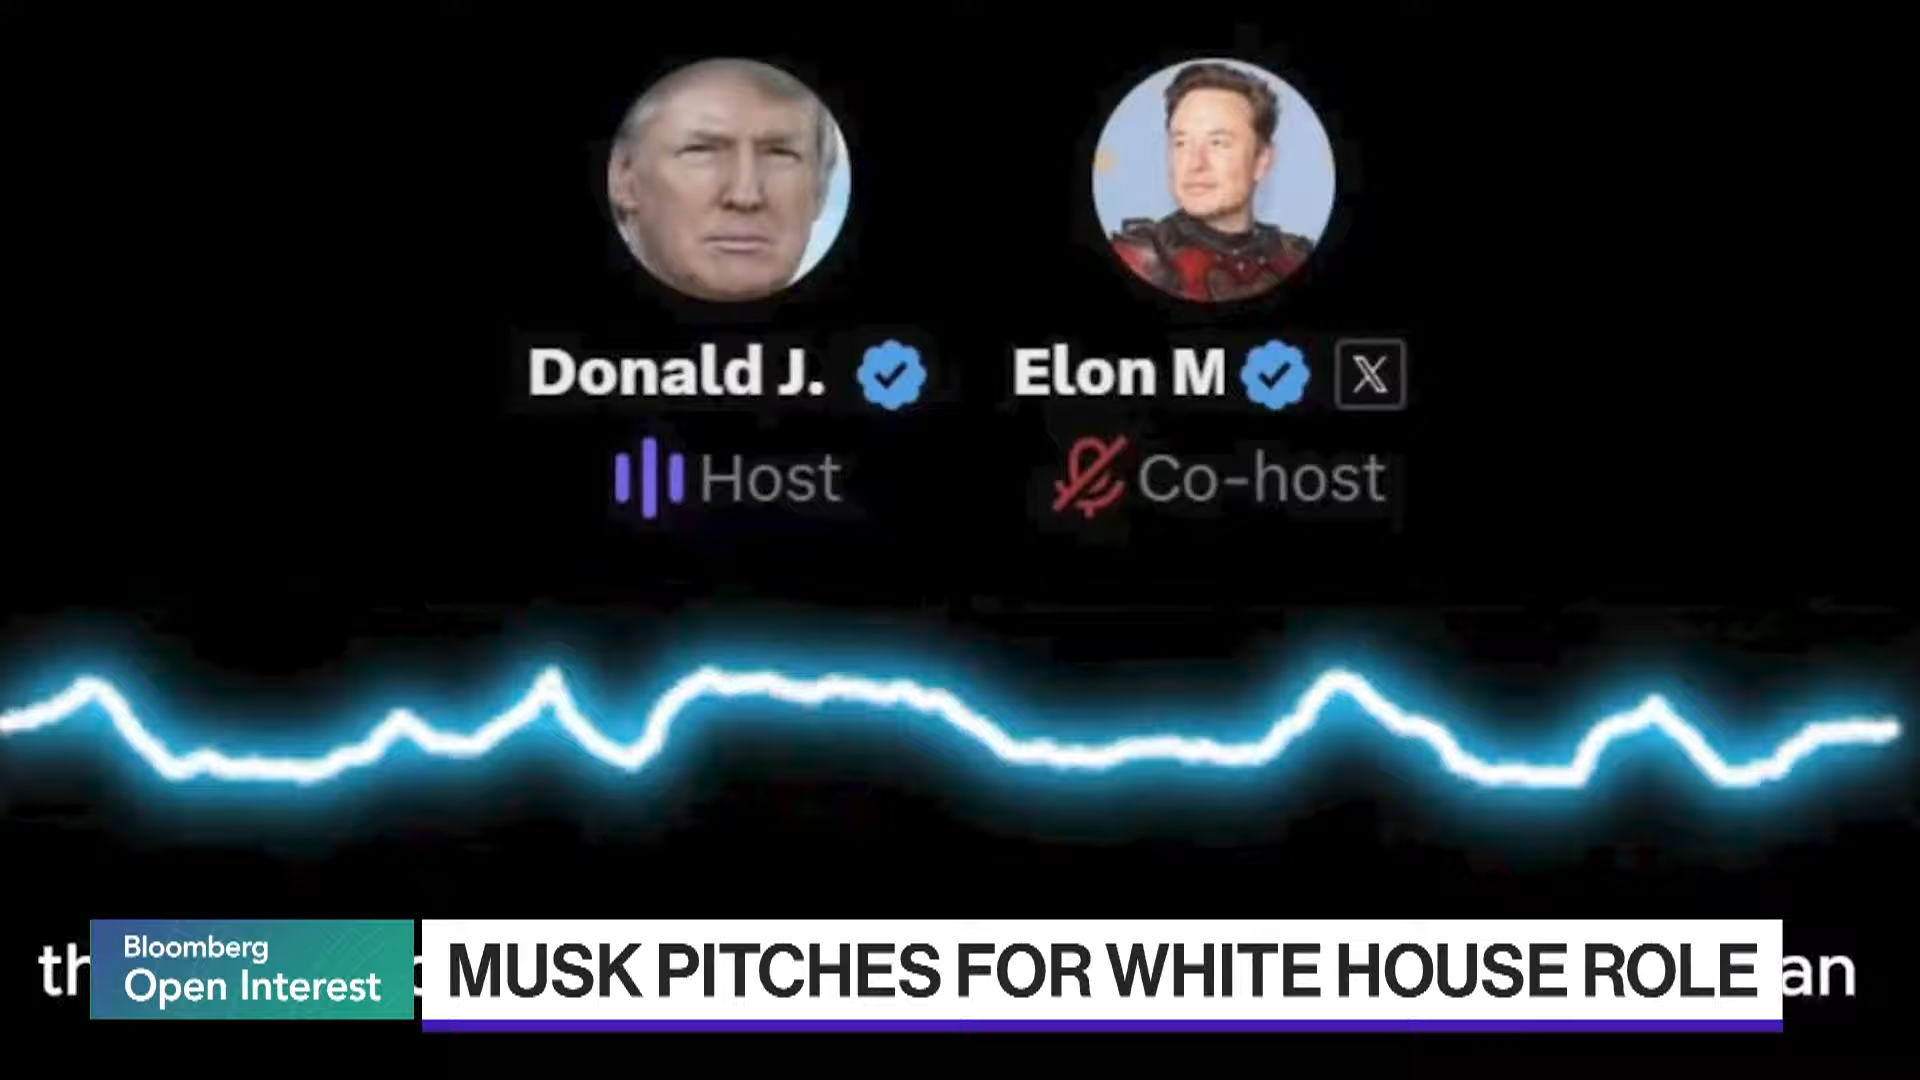 Donald J.
Elon M
Host
Co-host
Bloomberg
Open Interest
MUSK PITCHES FOR WHITE HOUSE ROLE